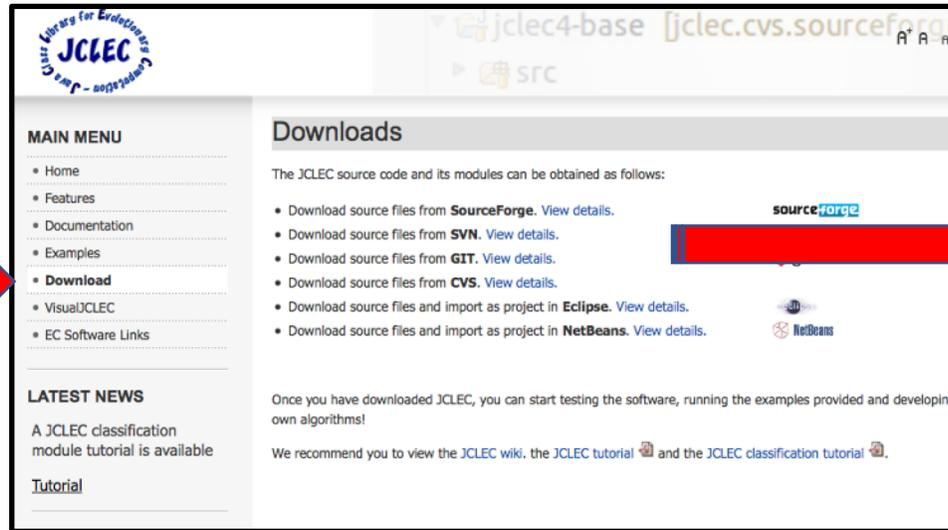 Java Class Library for Evolutionary Computation
JCLEC
jclec4-base [jclec.cvs.sourceforg
src
A+ A A
MAIN MENU
• Home
• Features
• Documentation
• Examples
• Download
• VisualJCLEC
• EC Software Links
LATEST NEWS
A JCLEC classification
module tutorial is available
Tutorial
Downloads
The JCLEC source code and its modules can be obtained as follows:
• Download source files from SourceForge. View details.
sourceforge
• Download source files from SVN. View details.
• Download source files from GIT. View details.
• Download source files from CVS. View details.
• Download source files and import as project in Eclipse. View details.
• Download source files and import as project in NetBeans. View details.
NetBeans
Once you have downloaded JCLEC, you can start testing the software, running the examples provided and developin
own algorithms!
We recommend you to view the JCLEC wiki. the JCLEC tutorial and the JCLEC classification tutorial .